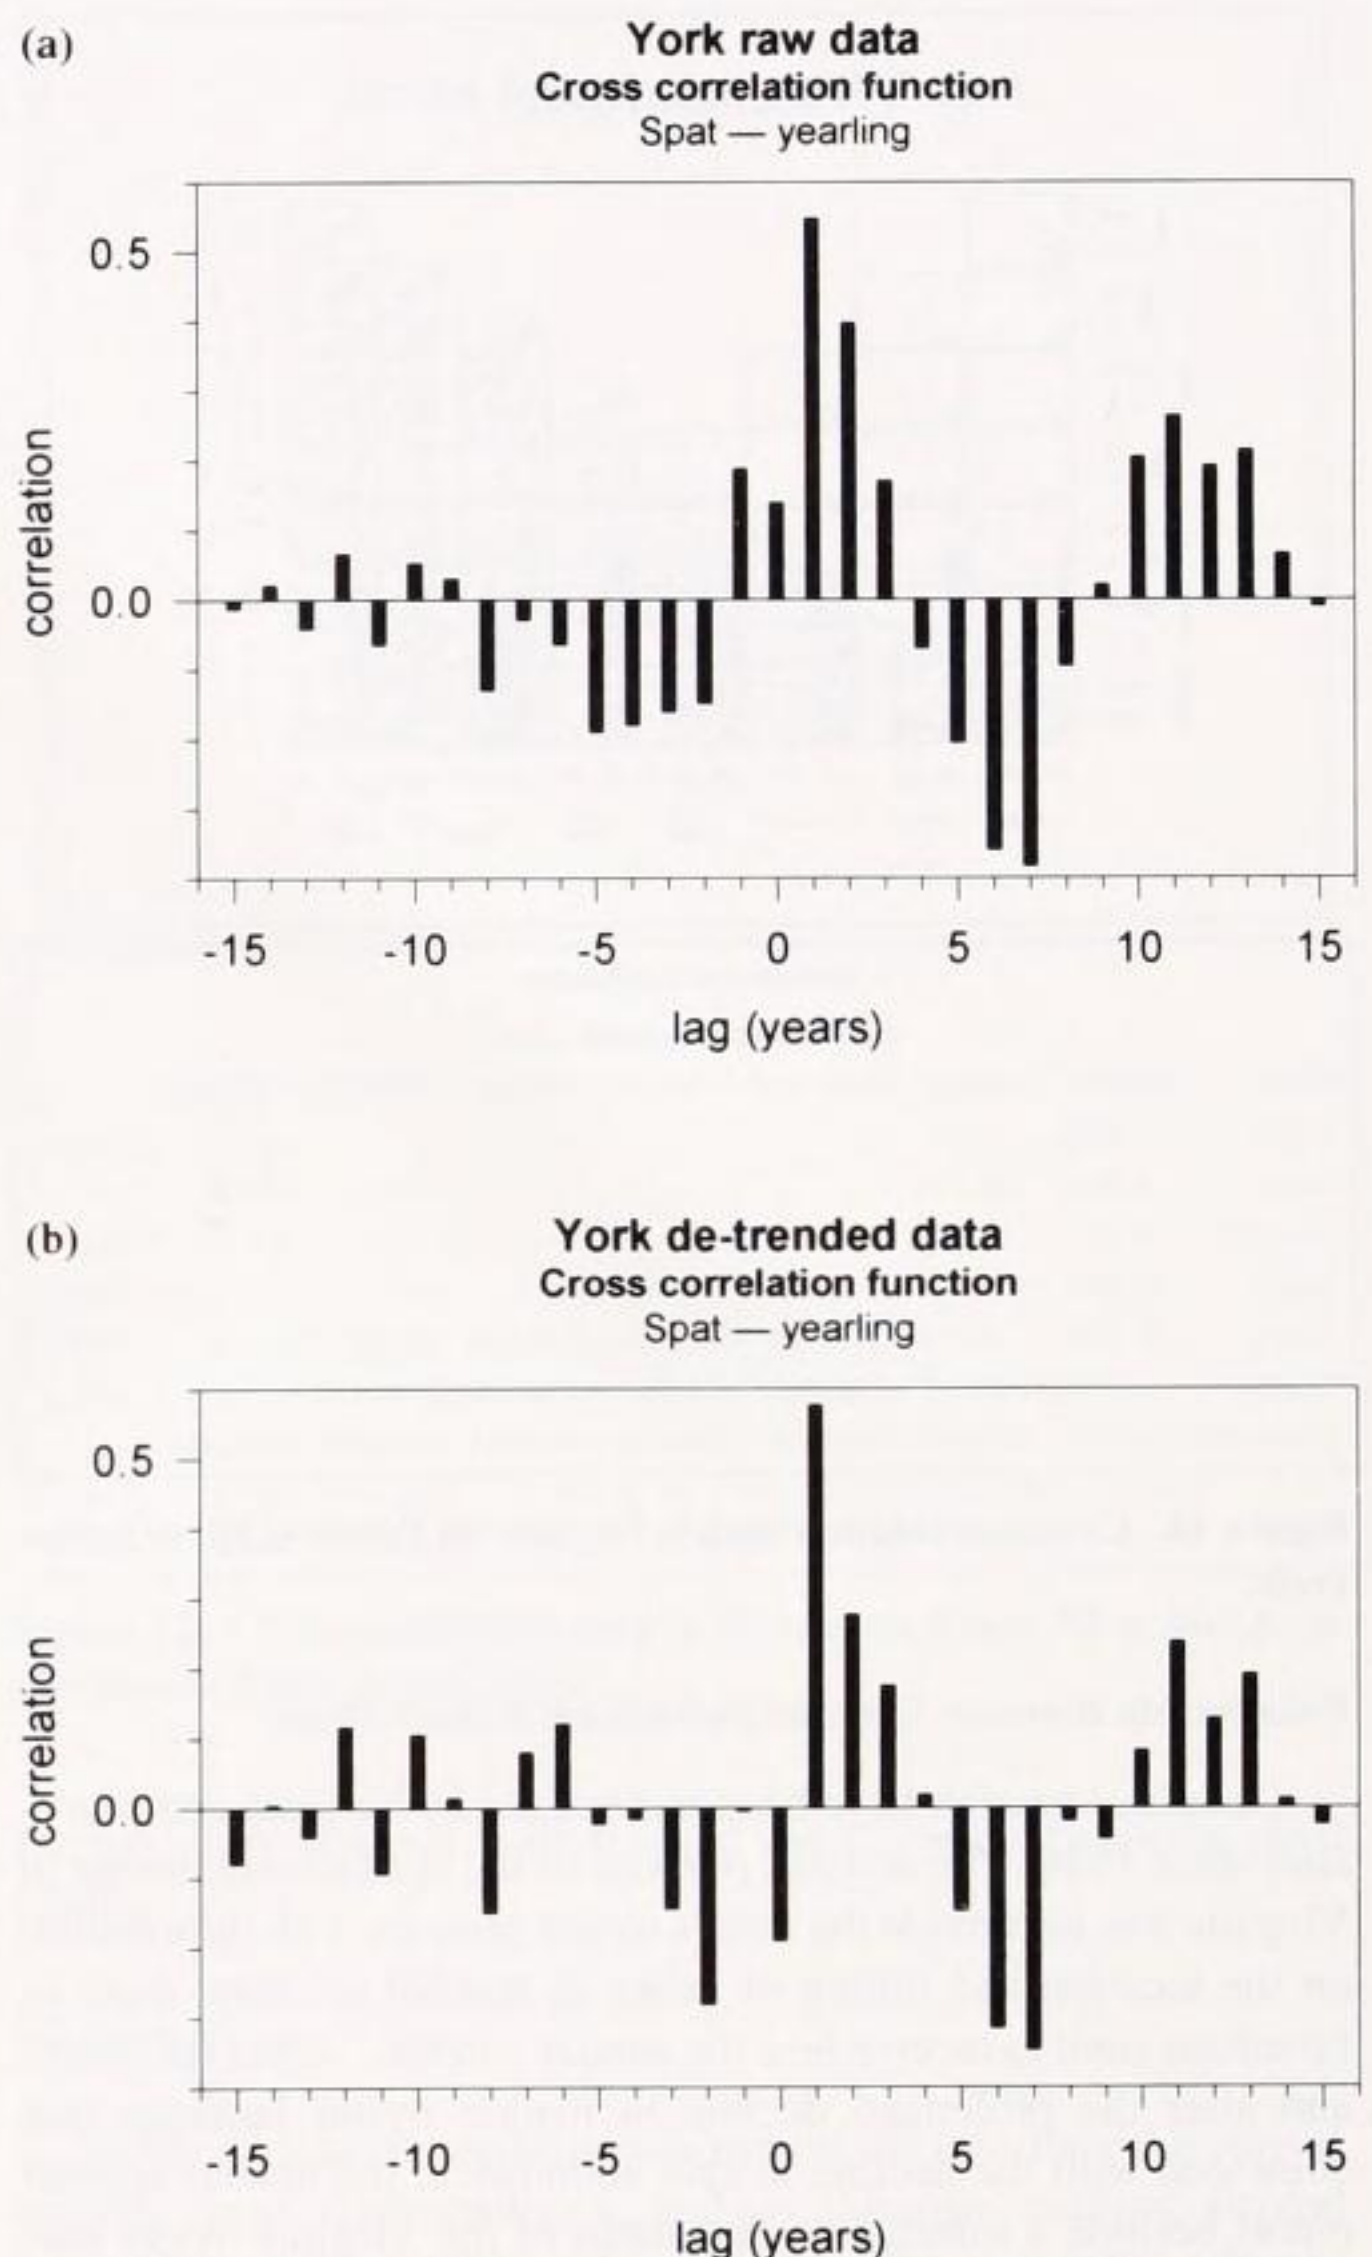 (a)
York raw data
Cross correlation function
Spat — yearling
0.5
0.0
correlation
-15 -10 -5 0 5 10 15
lag (years)
(b)
York de-trended data
Cross correlation function
Spat — yearling
0.5
0.0
correlation
-15 -10 -5 0 5 10 15
lag (years)